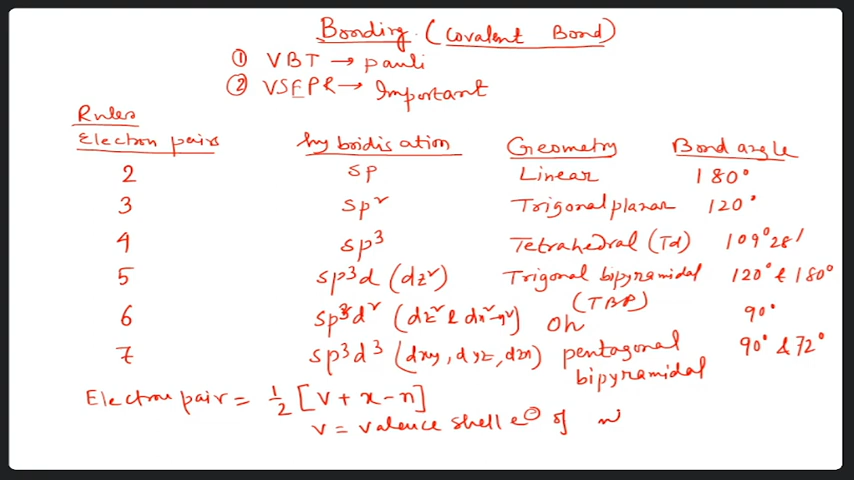 Bonding. (Covalent Bond)
① VBT → pauli
② VSEPR → Important
Rules
Electron pairs hybridisation Geometry Bond angle
2 sp Linear 180°
3 sp² Trigonal planar 120°
4 sp³ Tetrahedral (Td) 109°28'
5 sp³d (dz²) Trigonal bipyramidal 120° & 180°
(TBP)
6 sp³d² (dz² & dx²-y²) Oh 90°
7 sp³d³ (dxy, dyz, dzx) pentagonal bipyramidal 90° & 72°
Electron pair = 1/2 [V + x - n]
V = valence shell e⊖ of